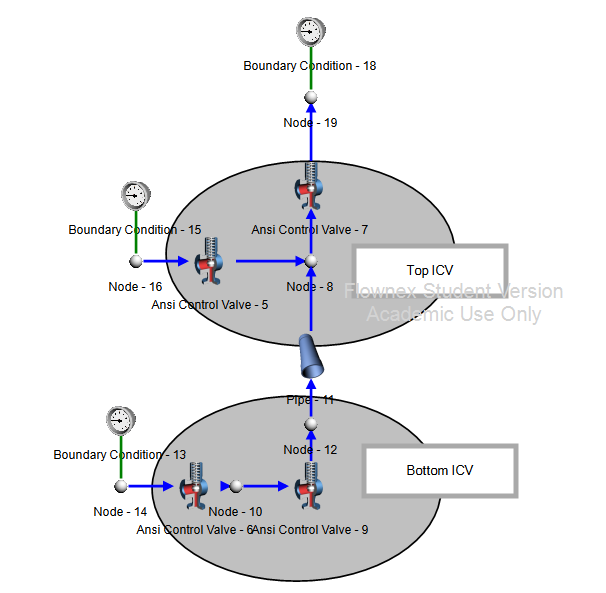 Boundary Condition - 18
Node - 19
Boundary Condition - 15
Ansi Control Valve - 7
Node - 16
Node - 8
Top ICV
Ansi Control Valve - 5
Flownex Student Version
Academic Use Only
Pipe - 11
Boundary Condition - 13
Node - 12
Bottom ICV
Node - 14
Node - 10
Ansi Control Valve - 6
Ansi Control Valve - 9